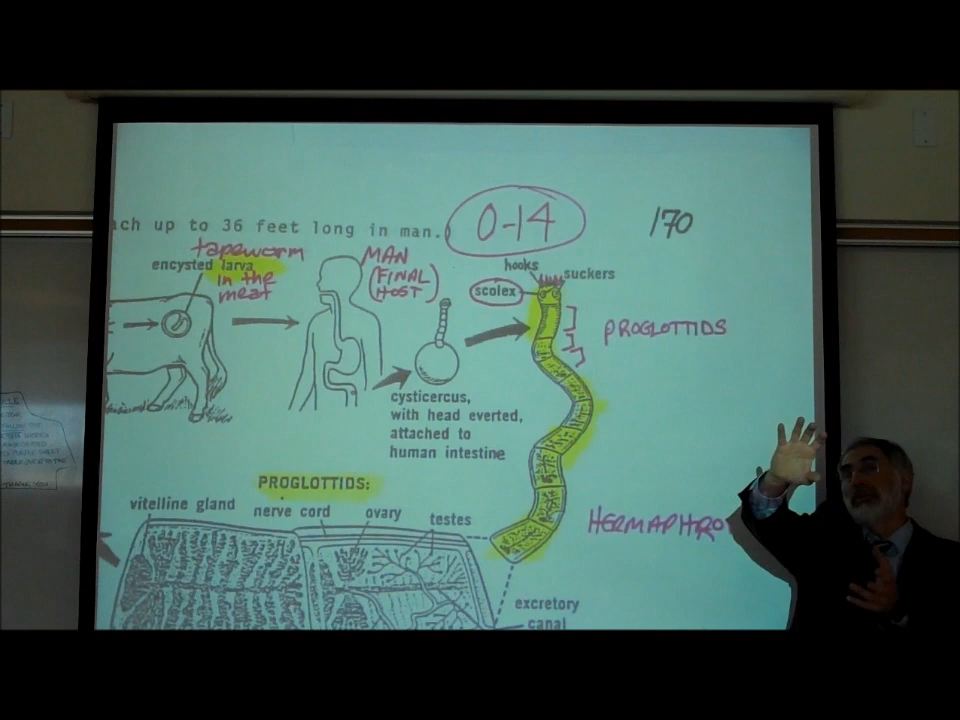 ach up to 36 feet long in man.)
0-14
170
tapeworm
encysted larva
in the
meat
MAN
(FINAL
HOST)
hooks
suckers
scolex
PROGLOTTIDS
cysticercus,
with head everted,
attached to
human intestine
PROGLOTTIDS:
vitelline gland
nerve cord
ovary
testes
HERMAPHRO
excretory
canal